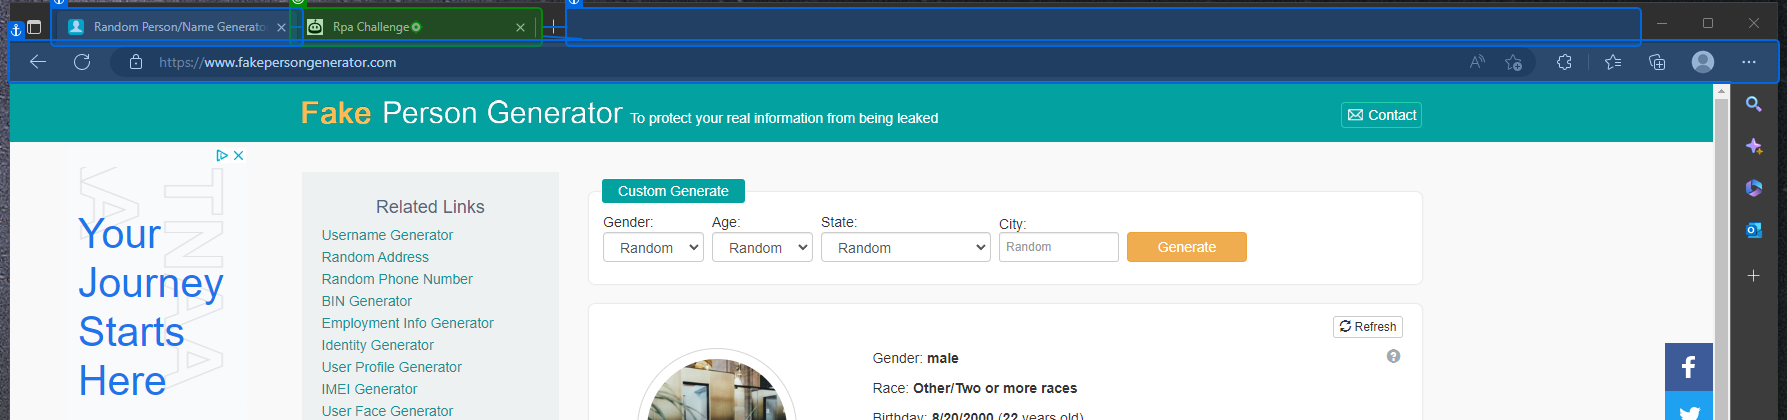 Random Person/Name Generato
Rpa Challenge
https://www.fakepersongenerator.com
Fake Person Generator To protect your real information from being leaked
Contact
Your
Journey
Starts
Here
Related Links
Username Generator
Random Address
Random Phone Number
BIN Generator
Employment Info Generator
Identity Generator
User Profile Generator
IMEI Generator
User Face Generator
Custom Generate
Gender: Age: State: City:
Random Random Random Random Generate
Refresh
Gender: male
Race: Other/Two or more races
Birthday: 8/20/2000 (22 years old)